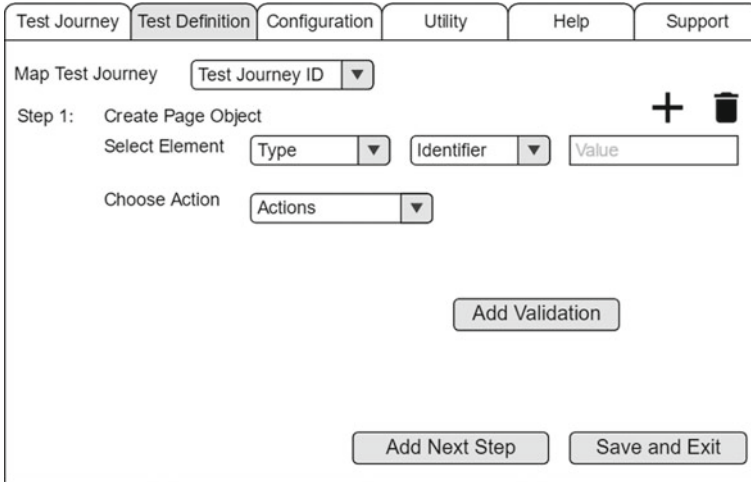 Test Journey Test Definition Configuration Utility Help Support
Map Test Journey Test Journey ID
Step 1: Create Page Object
Select Element Type Identifier Value
Choose Action Actions
Add Validation
Add Next Step Save and Exit